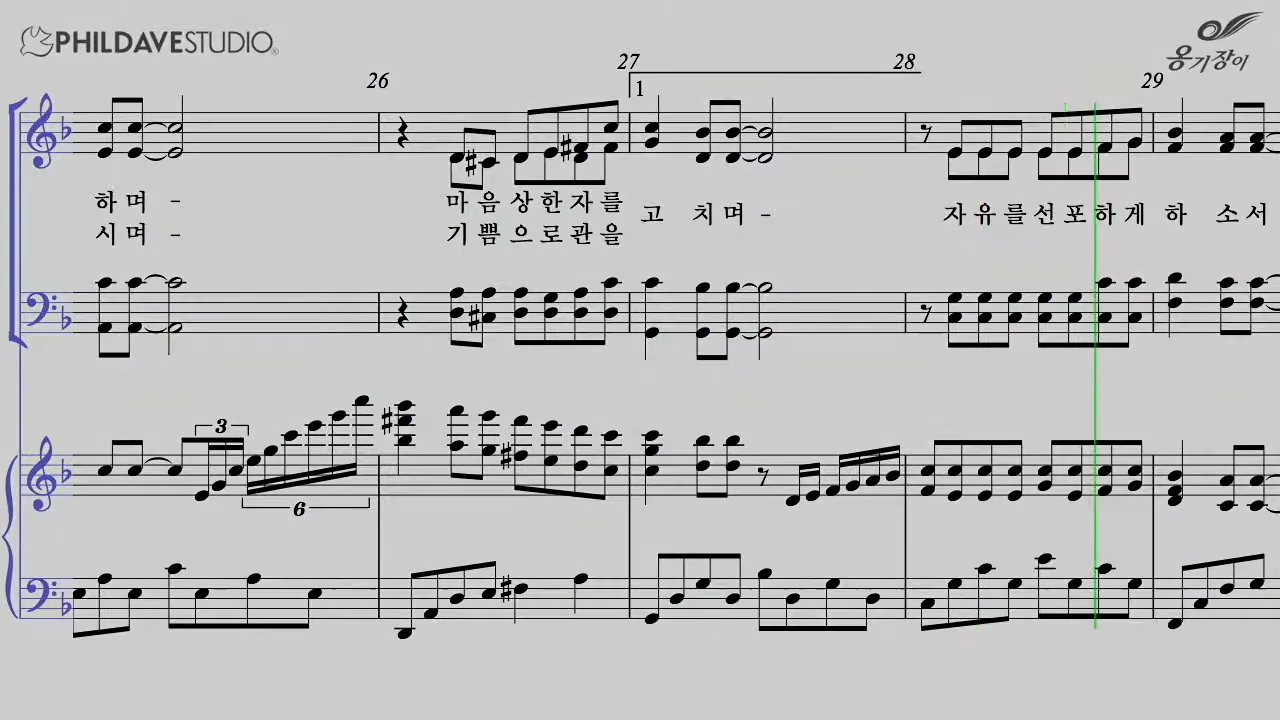 PHILDAVESTUDIO®
옹기장이
26
27
28
29
1
하 며 -
마 음 상 한 자 를
고 치 며 -
자 유 를 선 포 하 게 하 소 서
시 며 -
기 쁨 으 로 관 을
3
6